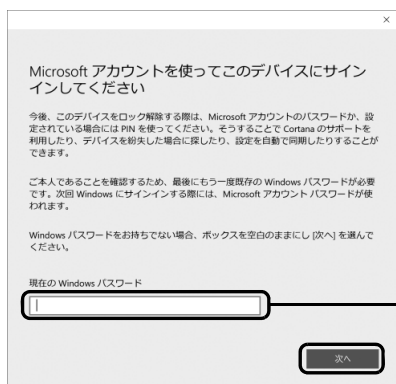 Microsoft アカウントを使ってこのデバイスにサイン
インしてください
今後、このデバイスをロック解除する際は、Microsoft アカウントのパスワードか、設
定されている場合には PIN を使ってください。そうすることで Cortana のサポートを
利用したり、デバイスを紛失した場合に探したり、設定を自動で同期したりすることが
できます。
ご本人であることを確認するため、最後にもう一度既存の Windows パスワードが必要
です。次回 Windows にサインインする際には、Microsoft アカウント パスワードが使
われます。
Windows パスワードをお持ちでない場合、ボックスを空白のままにし [次へ] を選んで
ください。
現在の Windows パスワード
次へ